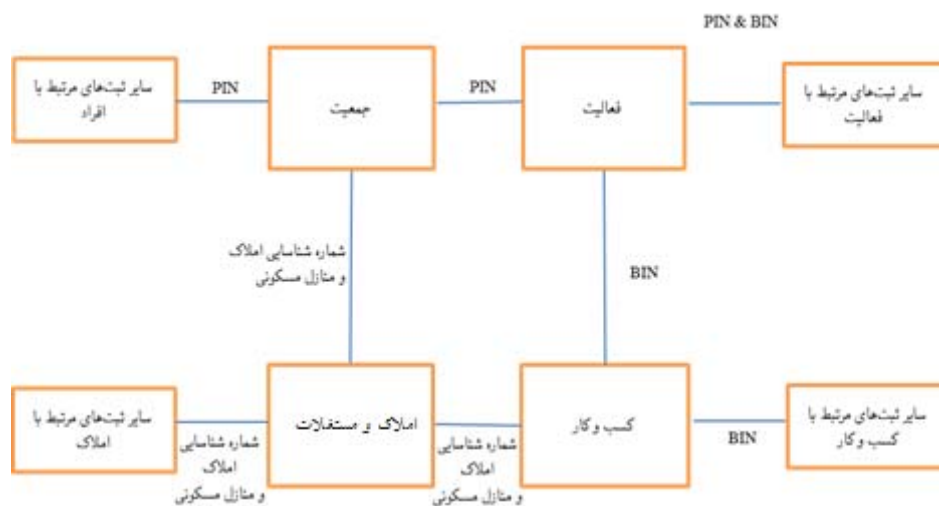 PIN & BIN
سایر ثبت‌های مرتبط با
افراد
PIN
جمعیت
PIN
فعالیت
سایر ثبت‌های مرتبط با
فعالیت
شماره شناسایی املاک
و منازل مسکونی
BIN
سایر ثبت‌های مرتبط با
املاک
شماره شناسایی
املاک
و منازل مسکونی
املاک و مستغلات
شماره شناسایی
املاک
و منازل مسکونی
کسب وکار
BIN
سایر ثبت‌های مرتبط با
کسب وکار